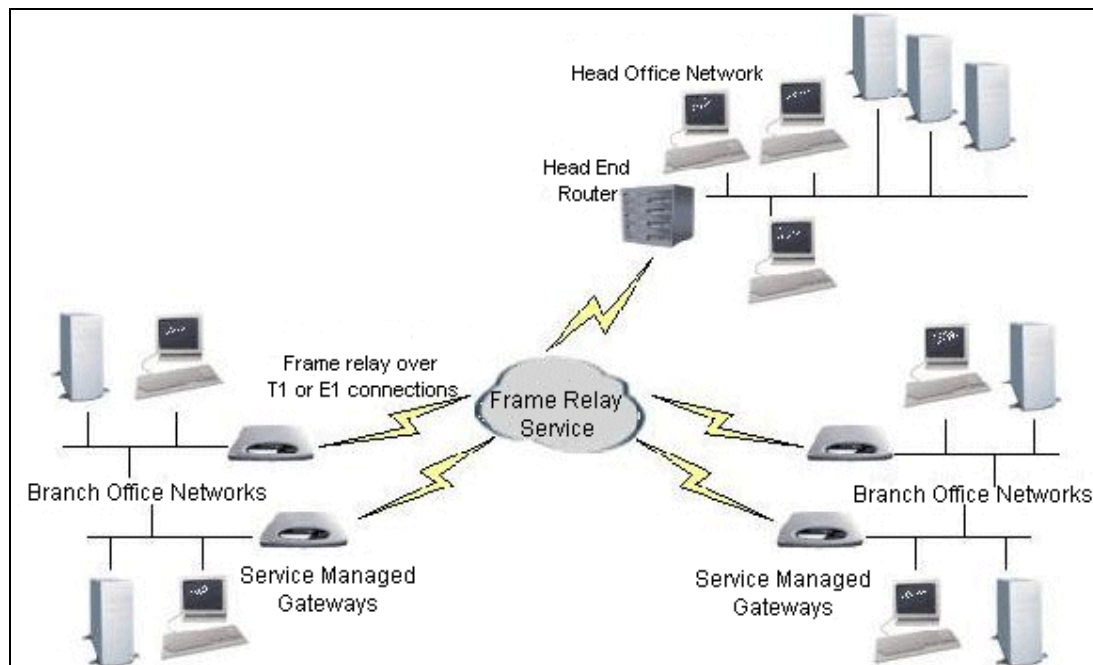 Head Office Network
Head End
Router
Frame relay over
T1 or E1 connections
Frame Relay
Service
Branch Office Networks
Branch Office Networks
Service Managed
Gateways
Service Managed
Gateways